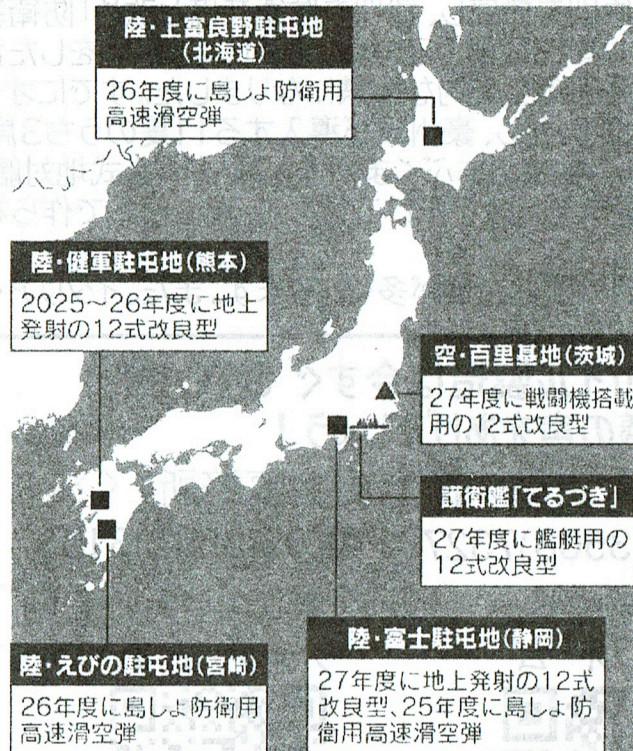 陸・上富良野駐屯地
(北海道)
26年度に島しょ防衛用
高速滑空弾
陸・健軍駐屯地(熊本)
2025～26年度に地上
発射の12式改良型
空・百里基地(茨城)
27年度に戦闘機搭載
用の12式改良型
護衛艦「てるづき」
27年度に艦艇用の
12式改良型
陸・えびの駐屯地(宮崎)
26年度に島しょ防衛用
高速滑空弾
陸・富士駐屯地(静岡)
27年度に地上発射の12式
改良型、25年度に島しょ防
衛用高速滑空弾